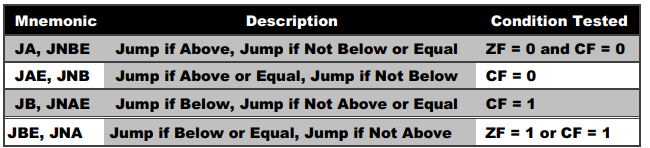 Mnemonic Description Condition Tested
JA, JNBE Jump if Above, Jump if Not Below or Equal ZF = 0 and CF = 0
JAE, JNB Jump if Above or Equal, Jump if Not Below CF = 0
JB, JNAE Jump if Below, Jump if Not Above or Equal CF = 1
JBE, JNA Jump if Below or Equal, Jump if Not Above ZF = 1 or CF = 1